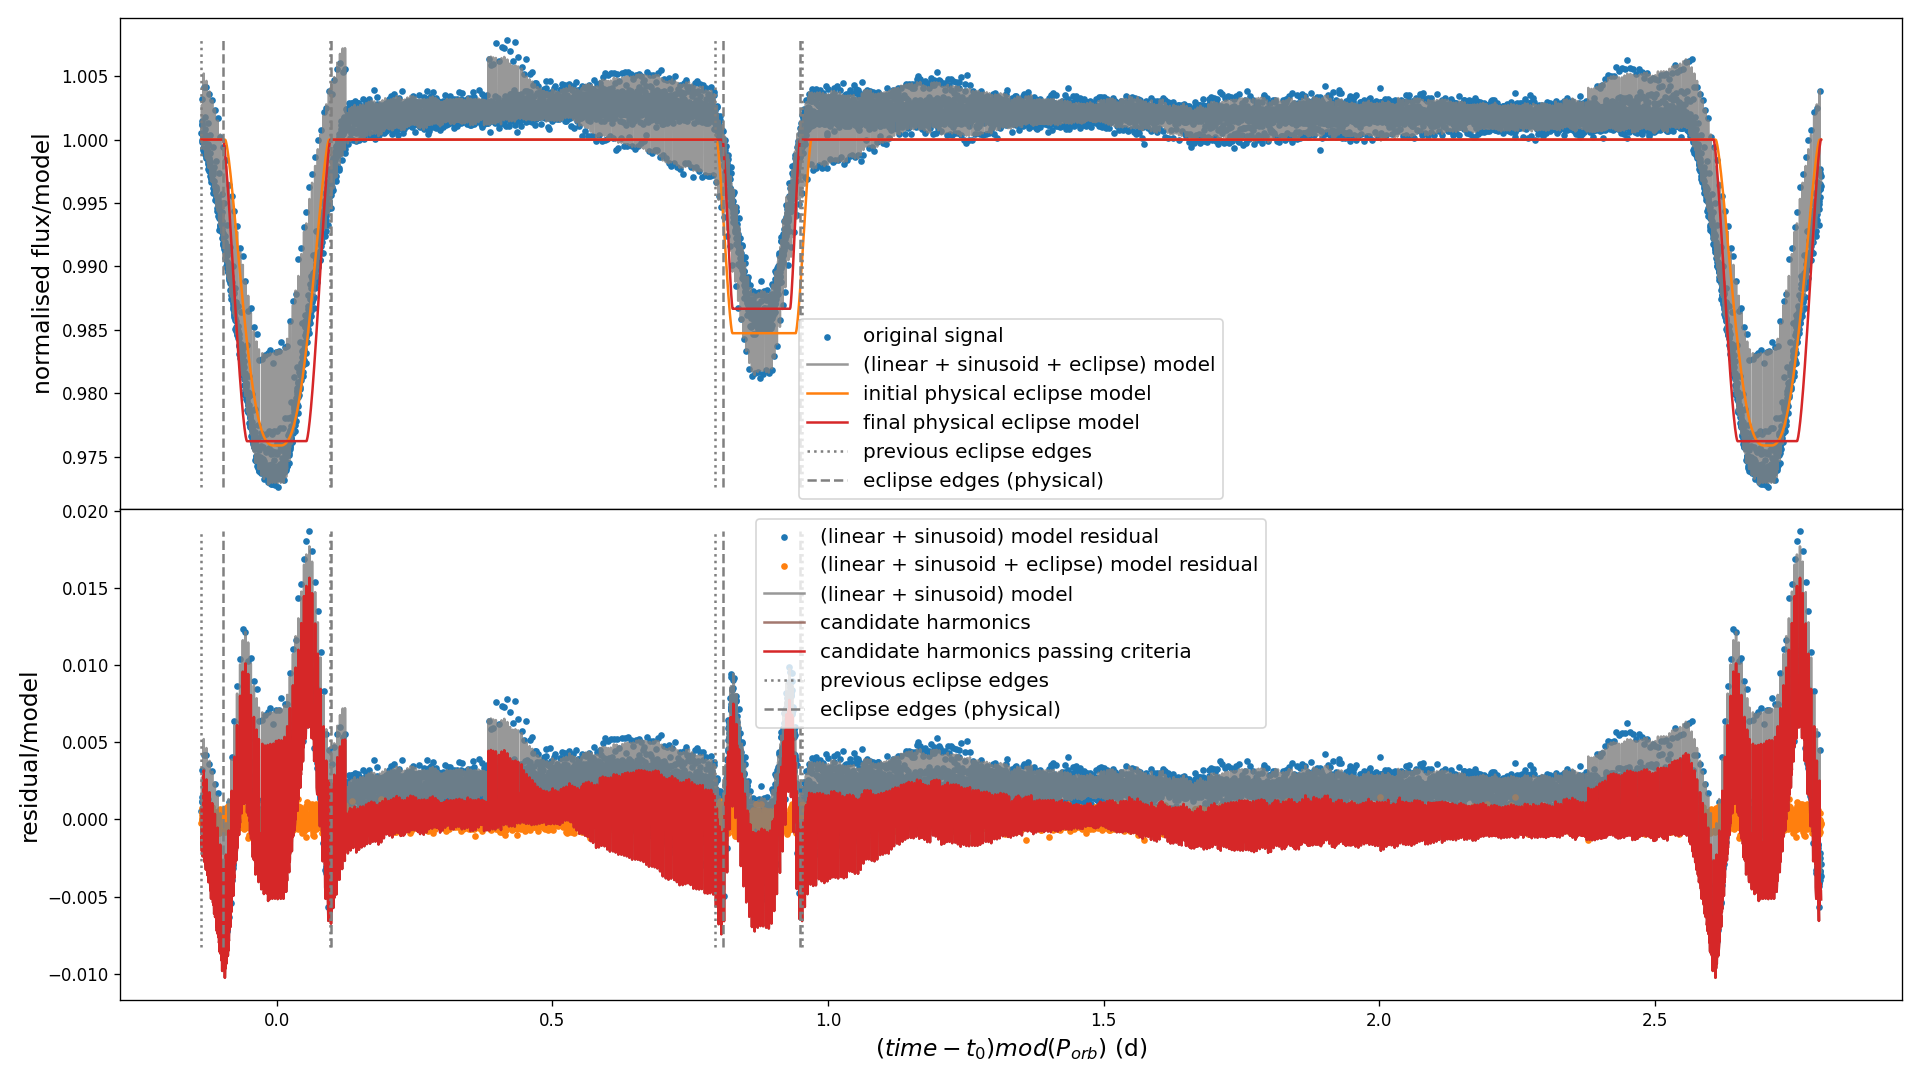 normalised flux/model
1.005
1.000
0.995
0.990
0.985
0.980
0.975
original signal
(linear + sinusoid + eclipse) model
initial physical eclipse model
final physical eclipse model
previous eclipse edges
eclipse edges (physical)
residual/model
0.020
0.015
0.010
0.005
0.000
−0.005
−0.010
(linear + sinusoid) model residual
(linear + sinusoid + eclipse) model residual
(linear + sinusoid) model
candidate harmonics
candidate harmonics passing criteria
previous eclipse edges
eclipse edges (physical)
0.0 0.5 1.0 1.5 2.0 2.5
(time − t₀)mod(Pₒᵣb) (d)